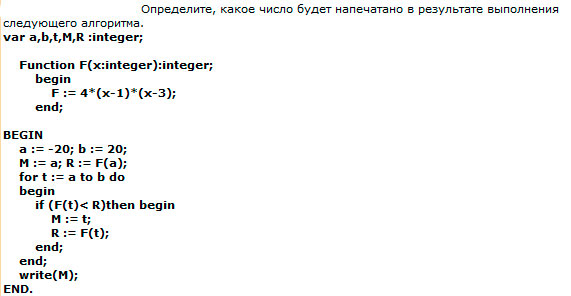 Определите, какое число будет напечатано в результате выполнения
следующего алгоритма.
var a,b,t,M,R :integer;
Function F(x:integer):integer;
begin
F := 4*(x-1)*(x-3);
end;
BEGIN
a := -20; b := 20;
M := a; R := F(a);
for t := a to b do
begin
if (F(t)< R)then begin
M := t;
R := F(t);
end;
end;
write(M);
END.